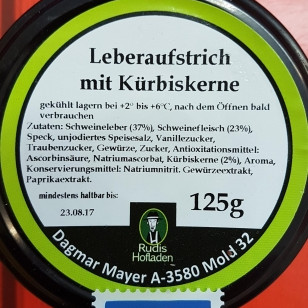 Leberaufstrich
mit Kürbiskerne
gekühlt lagern bei +2° bis +6°C, nach dem Öffnen bald
verbrauchen
Zutaten: Schweineleber (37%), Schweinefleisch (23%),
Speck, unjodiertes Speisesalz, Vanillezucker,
Traubenzucker, Gewürze, Zucker, Antioxitationsmittel:
Ascorbinsäure, Natriumascorbat, Kürbiskerne (2%), Aroma,
Konservierungsmittel: Natriumnitrit. Gewürzeextrakt,
Paprikaextrakt.
mindestens haltbar bis:
23.08.17
125g
Rudis
Hofladen
Dagmar Mayer A-3580 Mold 32